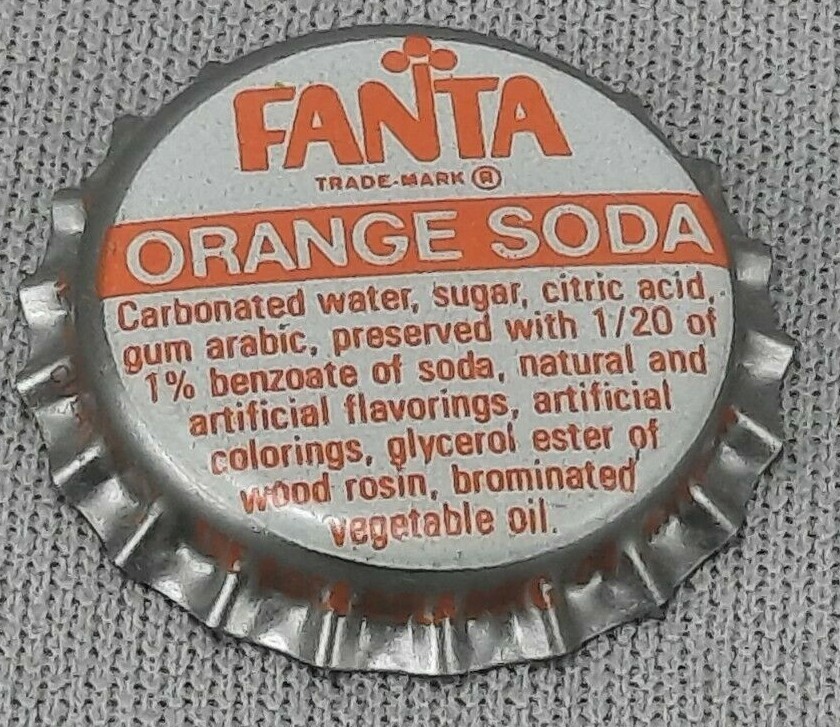 FANTA
TRADE-MARK ®
ORANGE SODA
Carbonated water, sugar, citric acid,
gum arabic, preserved with 1/20 of
1% benzoate of soda, natural and
artificial flavorings, artificial
colorings, glycerol ester of
wood rosin, brominated
vegetable oil.